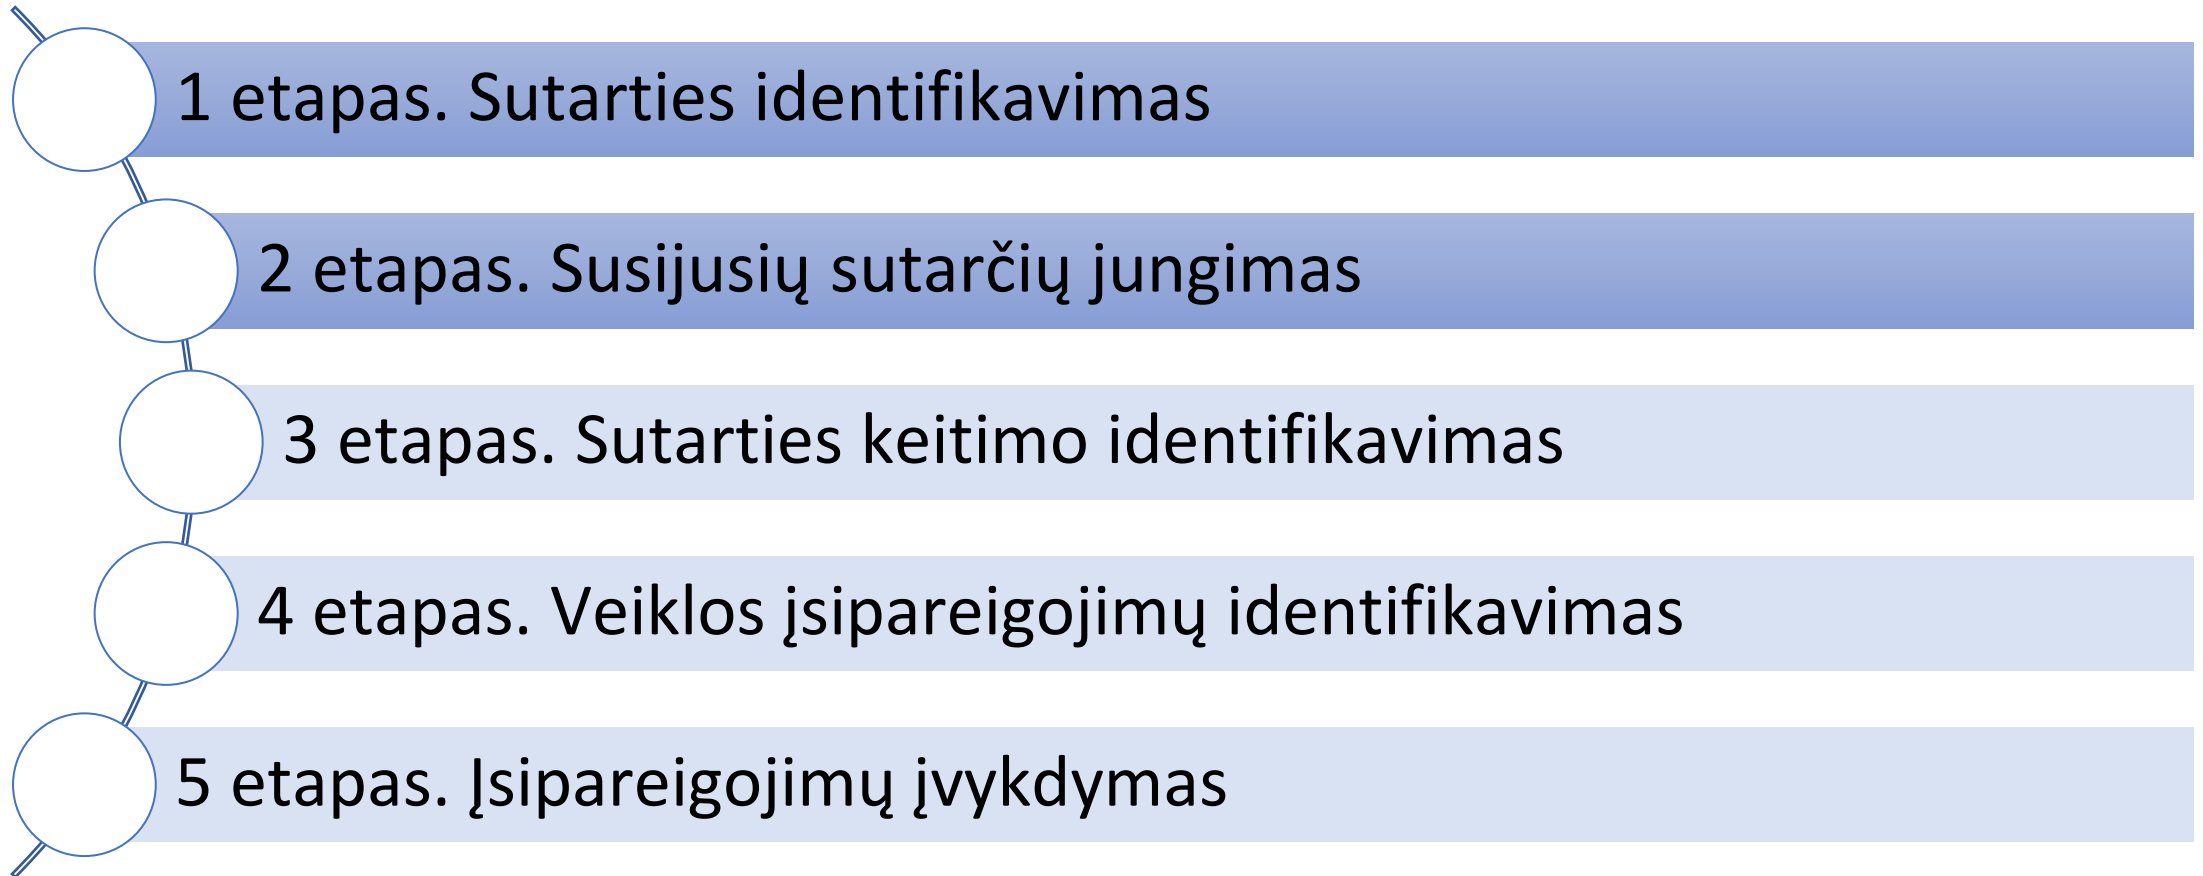 1 etapas. Sutarties identifikavimas
2 etapas. Susijusių sutarčių jungimas
3 etapas. Sutarties keitimo identifikavimas
4 etapas. Veiklos įsipareigojimų identifikavimas
5 etapas. Įsipareigojimų įvykdymas